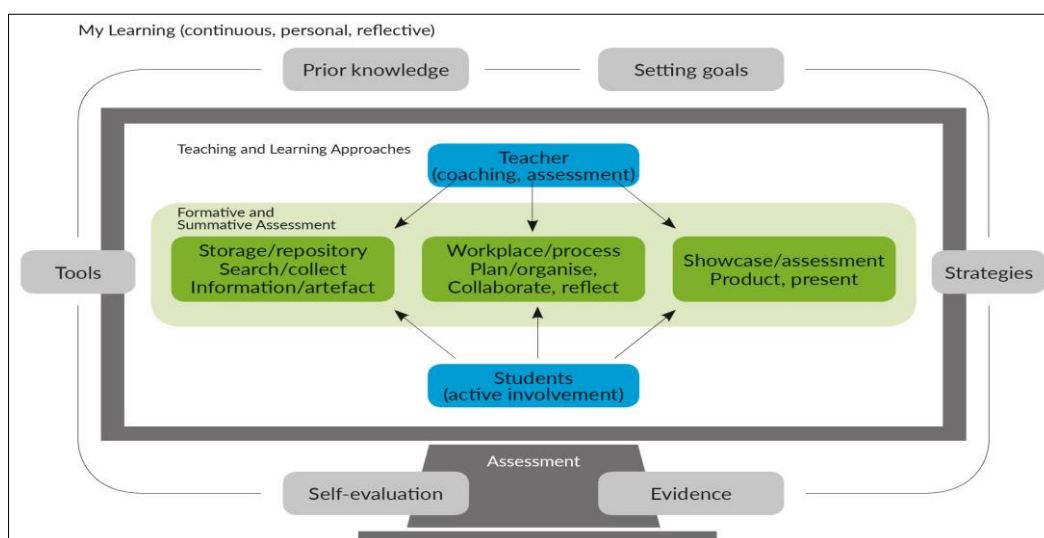 My Learning (continuous, personal, reflective)
Prior knowledge
Setting goals
Teaching and Learning Approaches
Teacher
(coaching, assessment)
Formative and
Summative Assessment
Storage/repository
Search/collect
Information/artefact
Workplace/process
Plan/organise,
Collaborate, reflect
Showcase/assessment
Product, present
Tools
Strategies
Students
(active involvement)
Assessment
Self-evaluation
Evidence